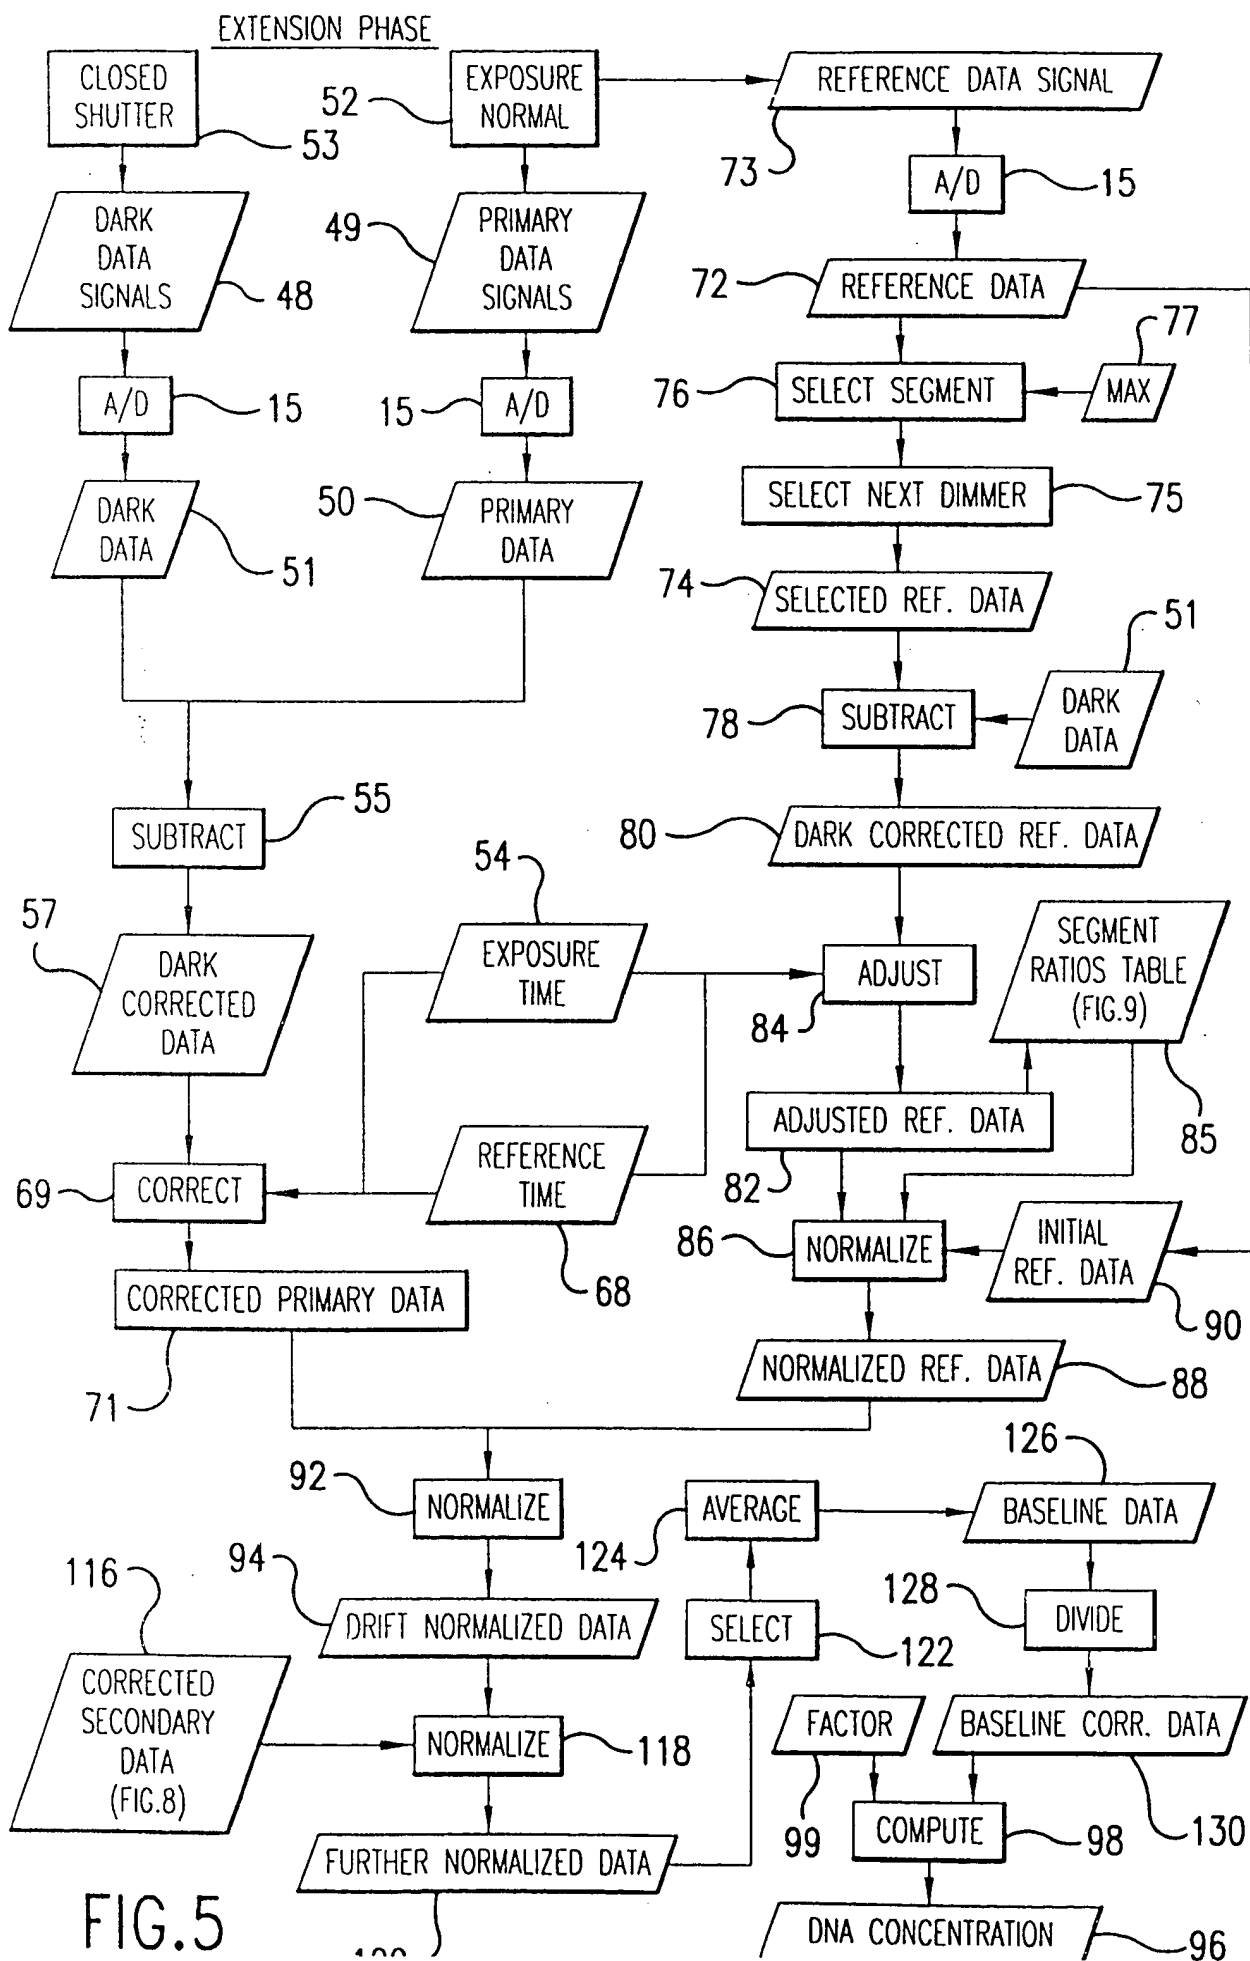 EXTENSION PHASE
CLOSED
SHUTTER
53
52
EXPOSURE
NORMAL
REFERENCE DATA SIGNAL
73
A/D
15
DARK
DATA
SIGNALS
48
49
PRIMARY
DATA
SIGNALS
72
REFERENCE DATA
77
76
SELECT SEGMENT
MAX
A/D
15
15
A/D
SELECT NEXT DIMMER
75
DARK
DATA
51
50
PRIMARY
DATA
74
SELECTED REF. DATA
51
78
SUBTRACT
DARK
DATA
55
SUBTRACT
80
DARK CORRECTED REF. DATA
54
57
DARK
CORRECTED
DATA
EXPOSURE
TIME
ADJUST
84
SEGMENT
RATIOS TABLE
(FIG.9)
85
ADJUSTED REF. DATA
82
69
CORRECT
REFERENCE
TIME
68
86
NORMALIZE
INITIAL
REF. DATA
90
CORRECTED PRIMARY DATA
71
NORMALIZED REF. DATA
88
92
NORMALIZE
124
AVERAGE
126
BASELINE DATA
94
DRIFT NORMALIZED DATA
SELECT
122
128
DIVIDE
116
CORRECTED
SECONDARY
DATA
(FIG.8)
NORMALIZE
118
FACTOR
99
BASELINE CORR. DATA
130
COMPUTE
98
FURTHER NORMALIZED DATA
DNA CONCENTRATION
96
FIG.5